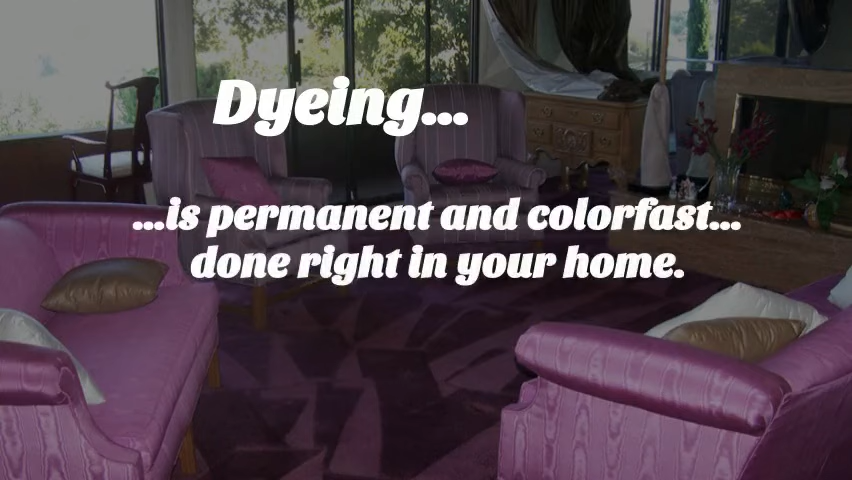 Dyeing...
...is permanent and colorfast...
done right in your home.